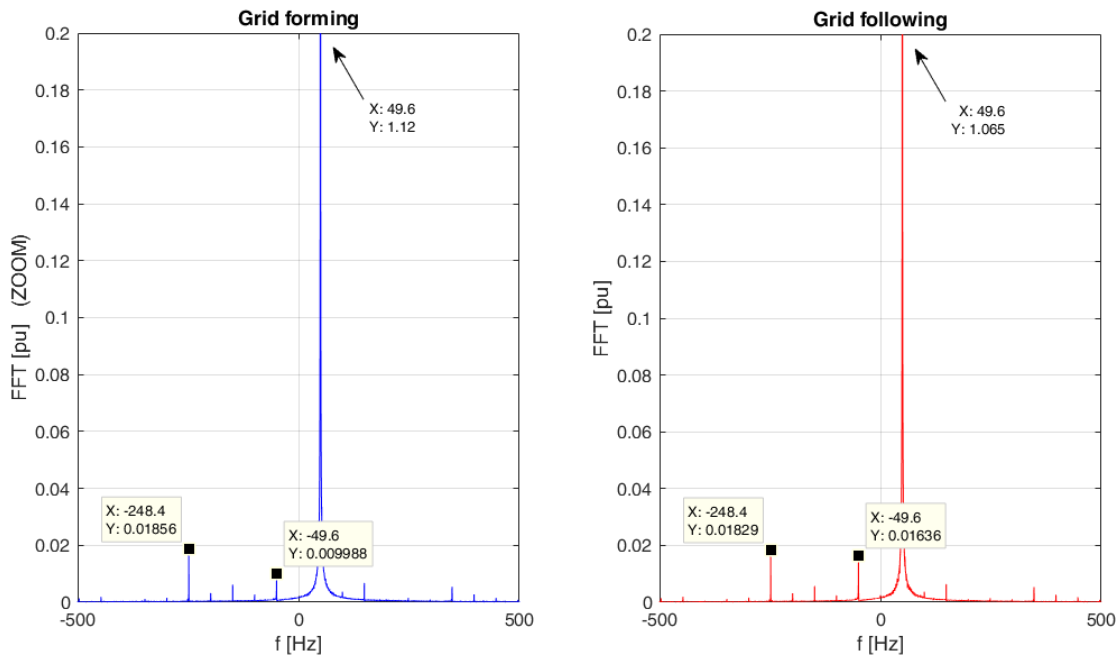 Grid forming
0.2
0.18
0.16
0.14
0.12
0.1
0.08
0.06
0.04
0.02
0
FFT [pu] (ZOOM)
X: 49.6
Y: 1.12
X: -248.4
Y: 0.01856
X: -49.6
Y: 0.009988
-500
0
500
f [Hz]
Grid following
0.2
0.18
0.16
0.14
0.12
0.1
0.08
0.06
0.04
0.02
0
FFT [pu]
X: 49.6
Y: 1.065
X: -248.4
Y: 0.01829
X: -49.6
Y: 0.01636
-500
0
500
f [Hz]